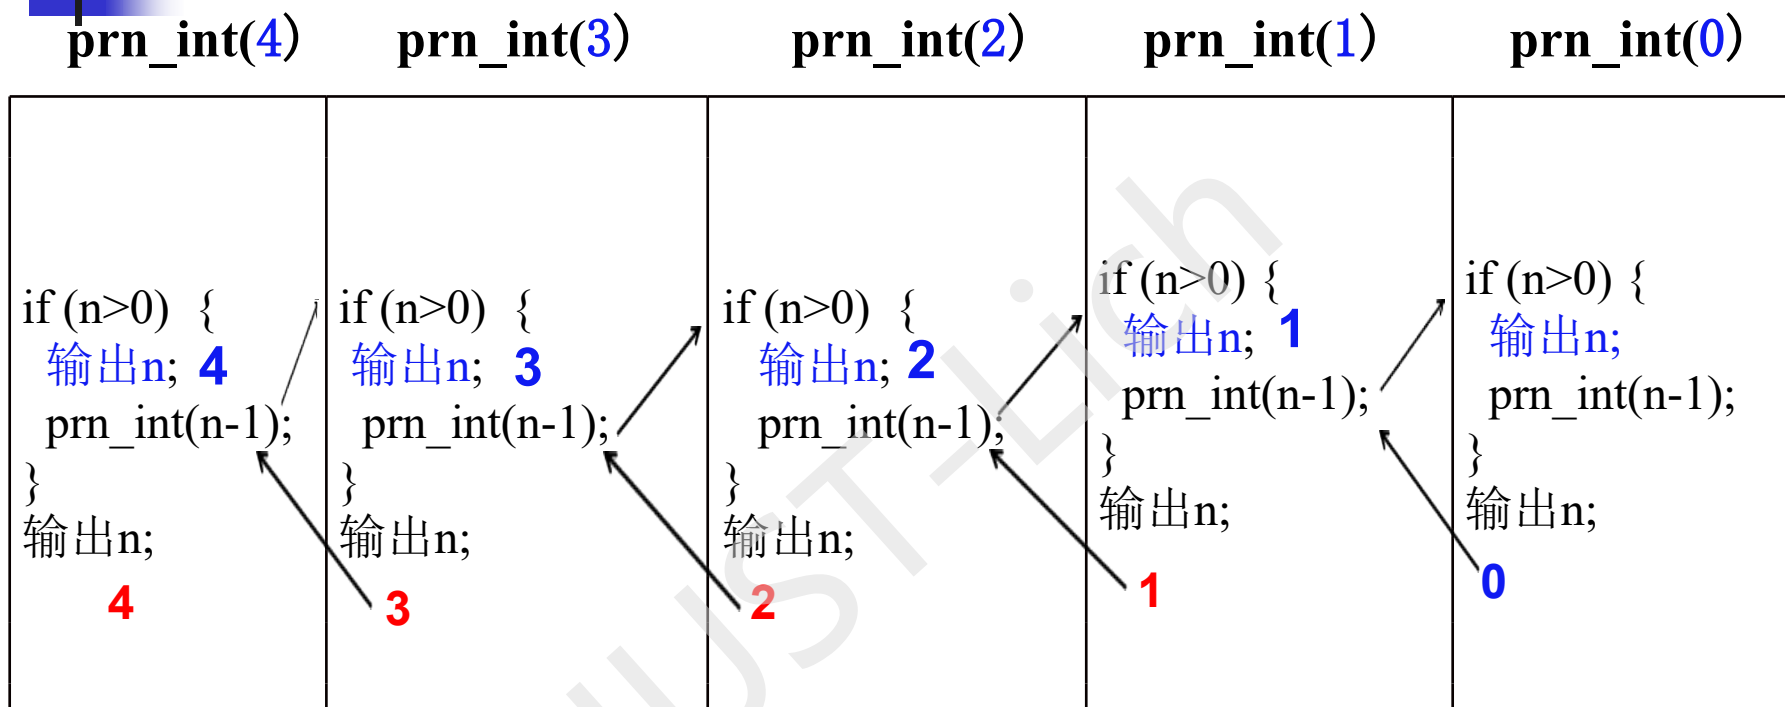 prn_int(4)
prn_int(3)
prn_int(2)
prn_int(1)
prn_int(0)
if (n>0) {
输出n; 4
prn_int(n-1);
}
输出n;
4
if (n>0) {
输出n; 3
prn_int(n-1);
}
输出n;
3
if (n>0) {
输出n; 2
prn_int(n-1);
}
输出n;
2
if (n>0) {
输出n; 1
prn_int(n-1);
}
输出n;
1
if (n>0) {
输出n;
prn_int(n-1);
}
输出n;
0
UST-Lich